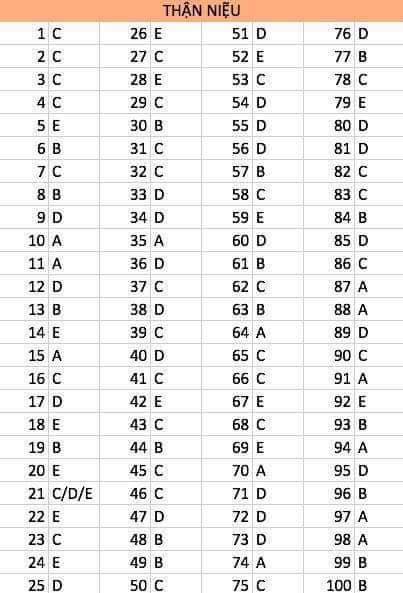 THẬN NIỆU
1 C 26 E 51 D 76 D
2 C 27 C 52 E 77 B
3 C 28 E 53 C 78 C
4 C 29 C 54 D 79 E
5 E 30 B 55 D 80 D
6 B 31 C 56 D 81 D
7 C 32 C 57 B 82 C
8 B 33 D 58 C 83 C
9 D 34 D 59 E 84 B
10 A 35 A 60 D 85 D
11 A 36 D 61 B 86 C
12 D 37 C 62 C 87 A
13 B 38 D 63 B 88 A
14 E 39 C 64 A 89 D
15 A 40 D 65 C 90 C
16 C 41 C 66 C 91 A
17 D 42 E 67 E 92 E
18 E 43 C 68 C 93 B
19 B 44 B 69 E 94 A
20 E 45 C 70 A 95 D
21 C/D/E 46 C 71 D 96 B
22 E 47 D 72 D 97 A
23 C 48 B 73 D 98 A
24 E 49 B 74 A 99 B
25 D 50 C 75 C 100 B